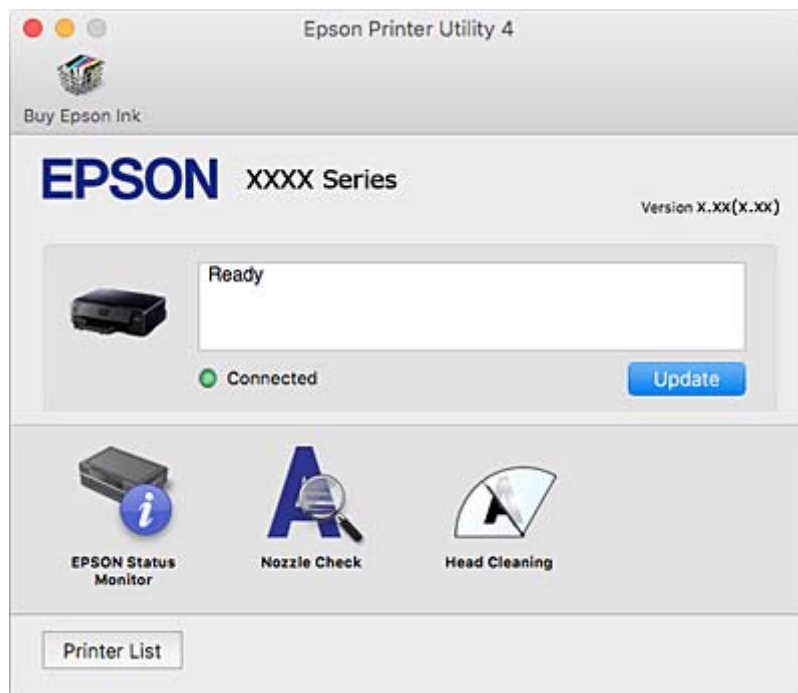 Epson Printer Utility 4
Buy Epson Ink
EPSON XXXX Series
Version X.XX(X.XX)
Ready
Connected
Update
EPSON Status
Monitor
Nozzle Check
Head Cleaning
Printer List